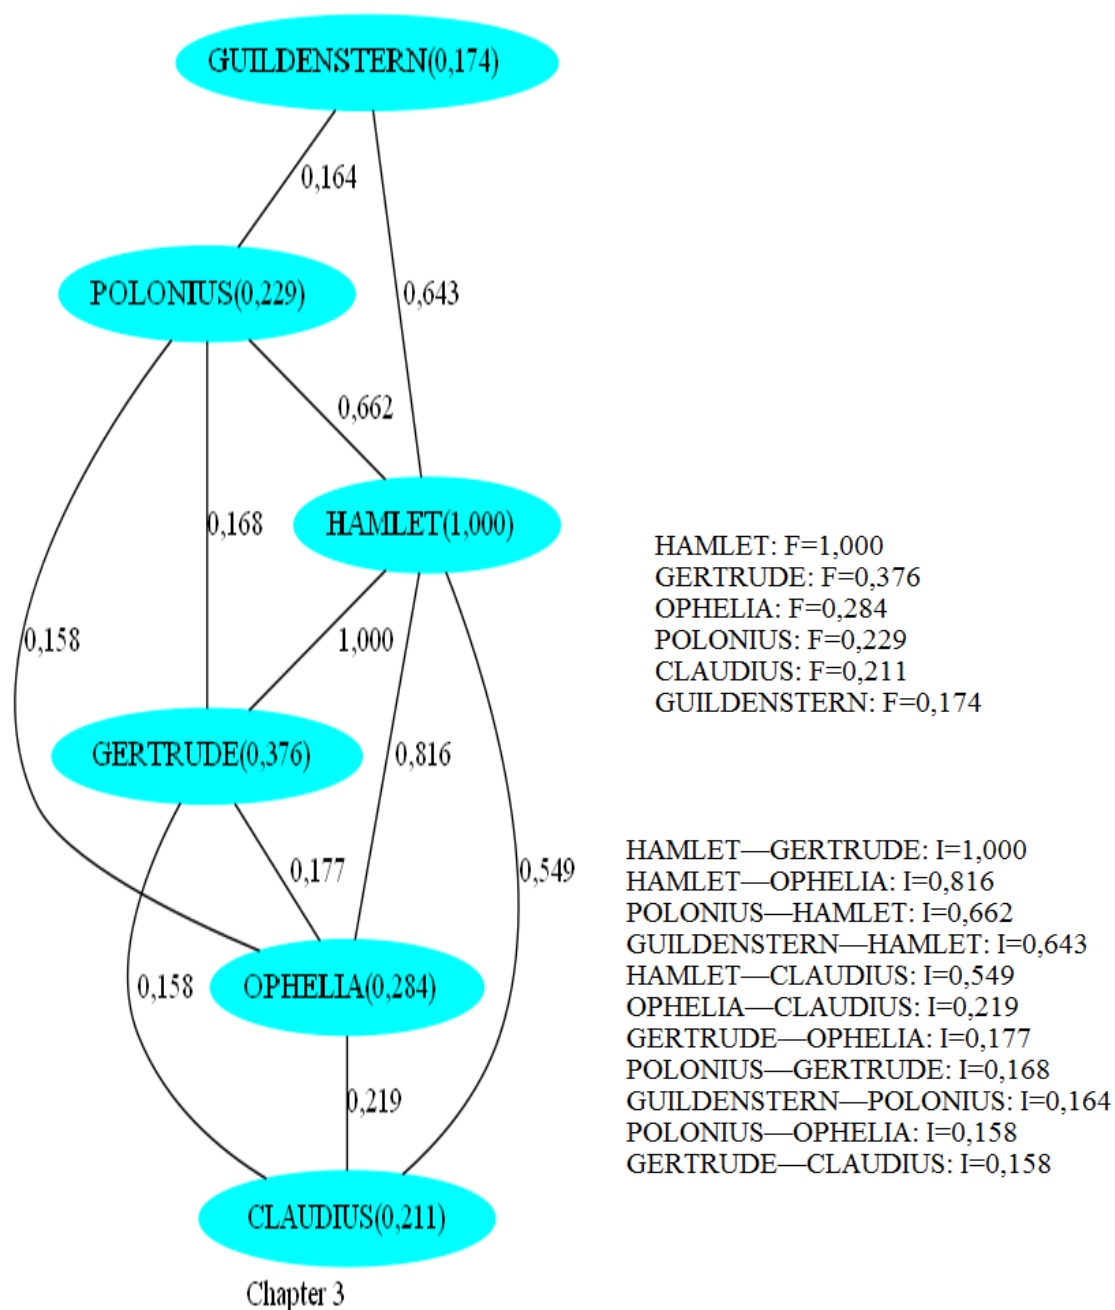 GUILDENSTERN(0,174)
0,164
POLONIUS(0,229)
0,643
0,662
0,168
HAMLET(1,000)
0,158
1,000
GERTRUDE(0,376)
0,816
0,177
0,549
0,158
OPHELIA(0,284)
0,219
CLAUDIUS(0,211)
Chapter 3
HAMLET: F=1,000
GERTRUDE: F=0,376
OPHELIA: F=0,284
POLONIUS: F=0,229
CLAUDIUS: F=0,211
GUILDENSTERN: F=0,174
HAMLET—GERTRUDE: I=1,000
HAMLET—OPHELIA: I=0,816
POLONIUS—HAMLET: I=0,662
GUILDENSTERN—HAMLET: I=0,643
HAMLET—CLAUDIUS: I=0,549
OPHELIA—CLAUDIUS: I=0,219
GERTRUDE—OPHELIA: I=0,177
POLONIUS—GERTRUDE: I=0,168
GUILDENSTERN—POLONIUS: I=0,164
POLONIUS—OPHELIA: I=0,158
GERTRUDE—CLAUDIUS: I=0,158